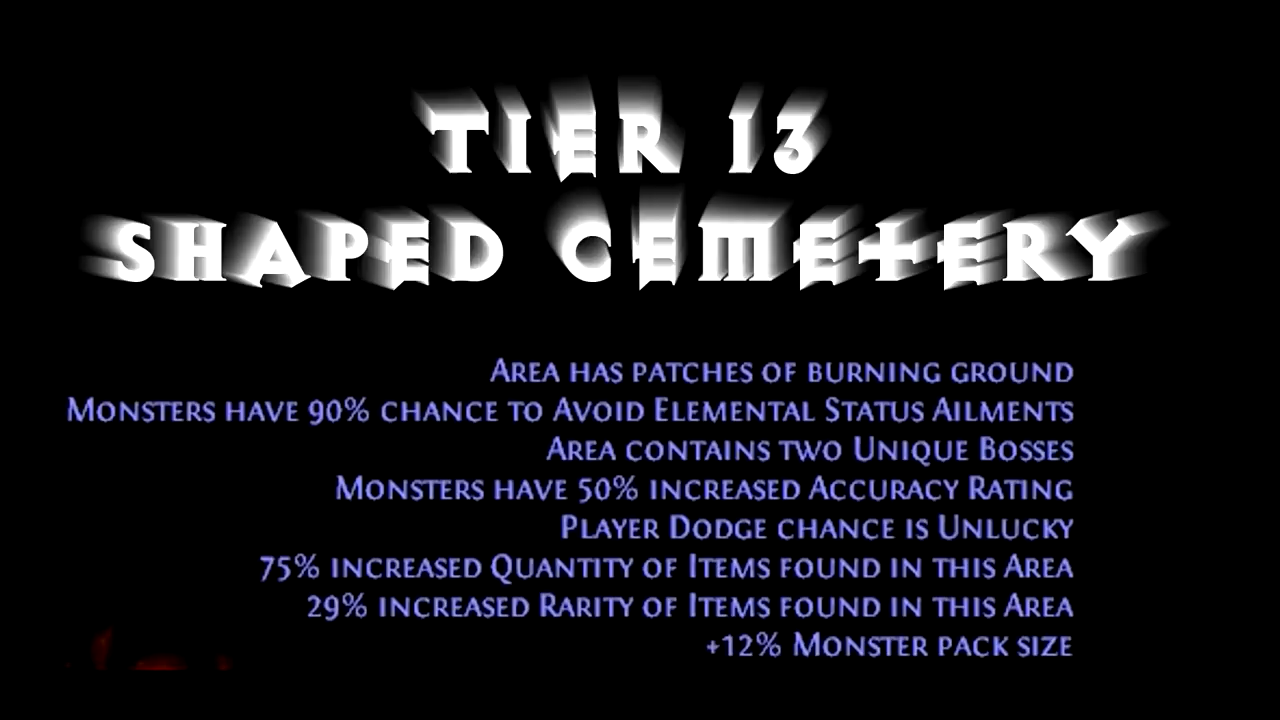 TIER 13
SHAPED CEMETERY
Area has patches of burning ground
Monsters have 90% chance to Avoid Elemental Status Ailments
Area contains two Unique Bosses
Monsters have 50% increased Accuracy Rating
Player Dodge chance is Unlucky
75% increased Quantity of Items found in this Area
29% increased Rarity of Items found in this Area
+12% Monster pack size